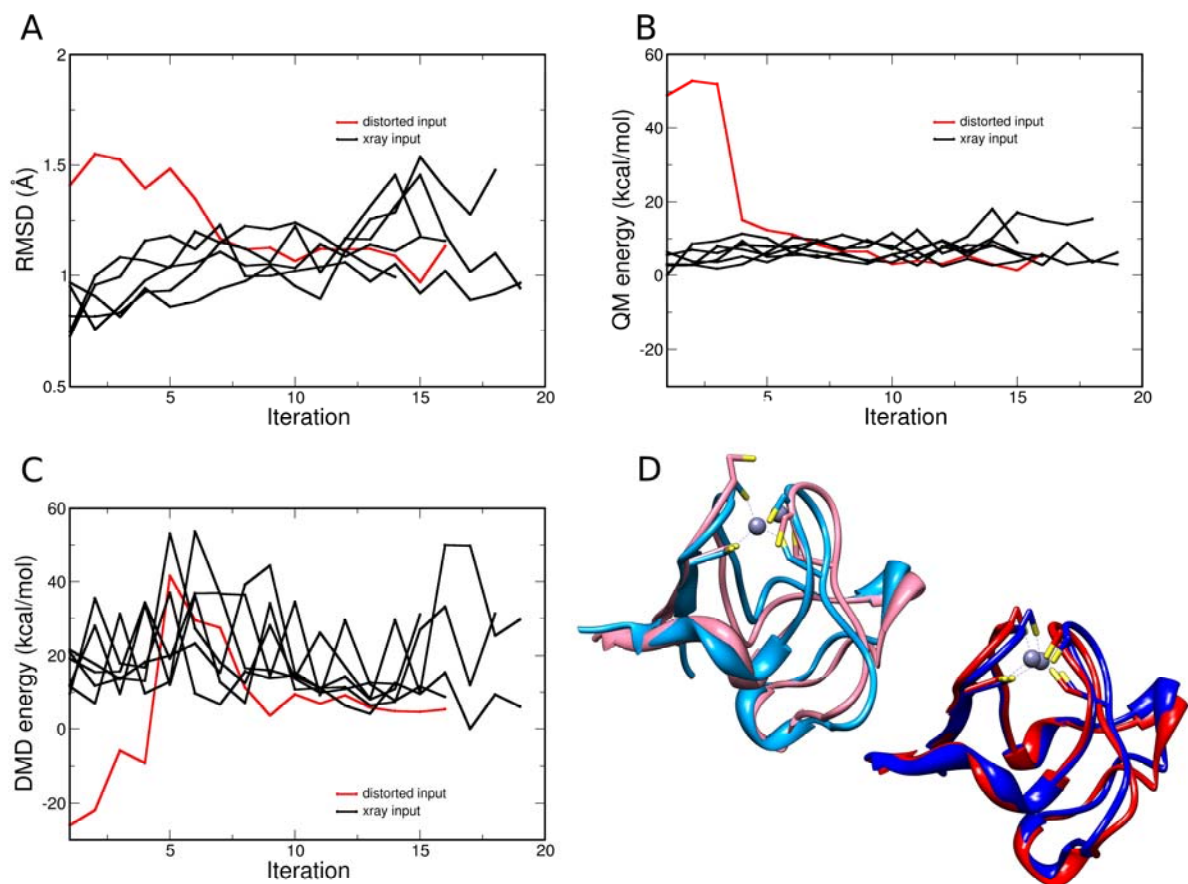 A
2
1.5
1
0.5
RMSD (Å)
distorted input
xray input
5
10
15
20
Iteration
B
60
40
20
0
-20
QM energy (kcal/mol)
distorted input
xray input
5
10
15
20
Iteration
C
60
40
20
0
-20
DMD energy (kcal/mol)
distorted input
xray input
5
10
15
20
Iteration
D